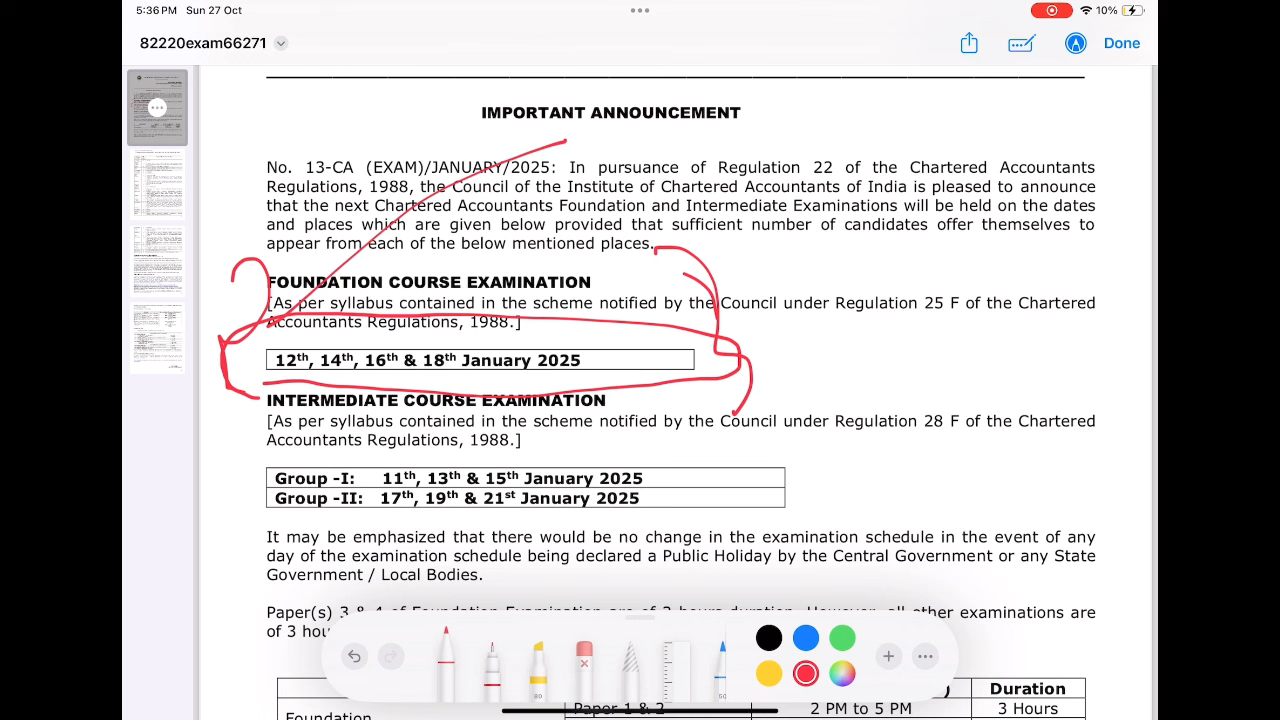 5:36 PM Sun 27 Oct
10%
82220exam66271
Done
IMPORTANT ANNOUNCEMENT
No. 13-CA (EXAM)/JANUARY/2025: In pursuance of Regulation 22 of the Chartered Accountants
Regulations, 1988, the Council of the Institute of Chartered Accountants of India is pleased to announce
that the next Chartered Accountants Foundation and Intermediate Examinations will be held on the dates
and places which are given below provided that sufficient number of candidates offer themselves to
appear from each of the below mentioned places.
FOUNDATION COURSE EXAMINATION
[As per syllabus contained in the scheme notified by the Council under Regulation 25 F of the Chartered
Accountants Regulations, 1988.]
12th, 14th, 16th & 18th January 2025
INTERMEDIATE COURSE EXAMINATION
[As per syllabus contained in the scheme notified by the Council under Regulation 28 F of the Chartered
Accountants Regulations, 1988.]
Group -I: 11th, 13th & 15th January 2025
Group -II: 17th, 19th & 21st January 2025
It may be emphasized that there would be no change in the examination schedule in the event of any
day of the examination schedule being declared a Public Holiday by the Central Government or any State
Government / Local Bodies.
Paper(s) 3 & 4 of Foundation Examination are of 2 hours duration. However, all other examinations are
of 3 hou
Duration
Foundation Paper 1 & 2 2 PM to 5 PM 3 Hours